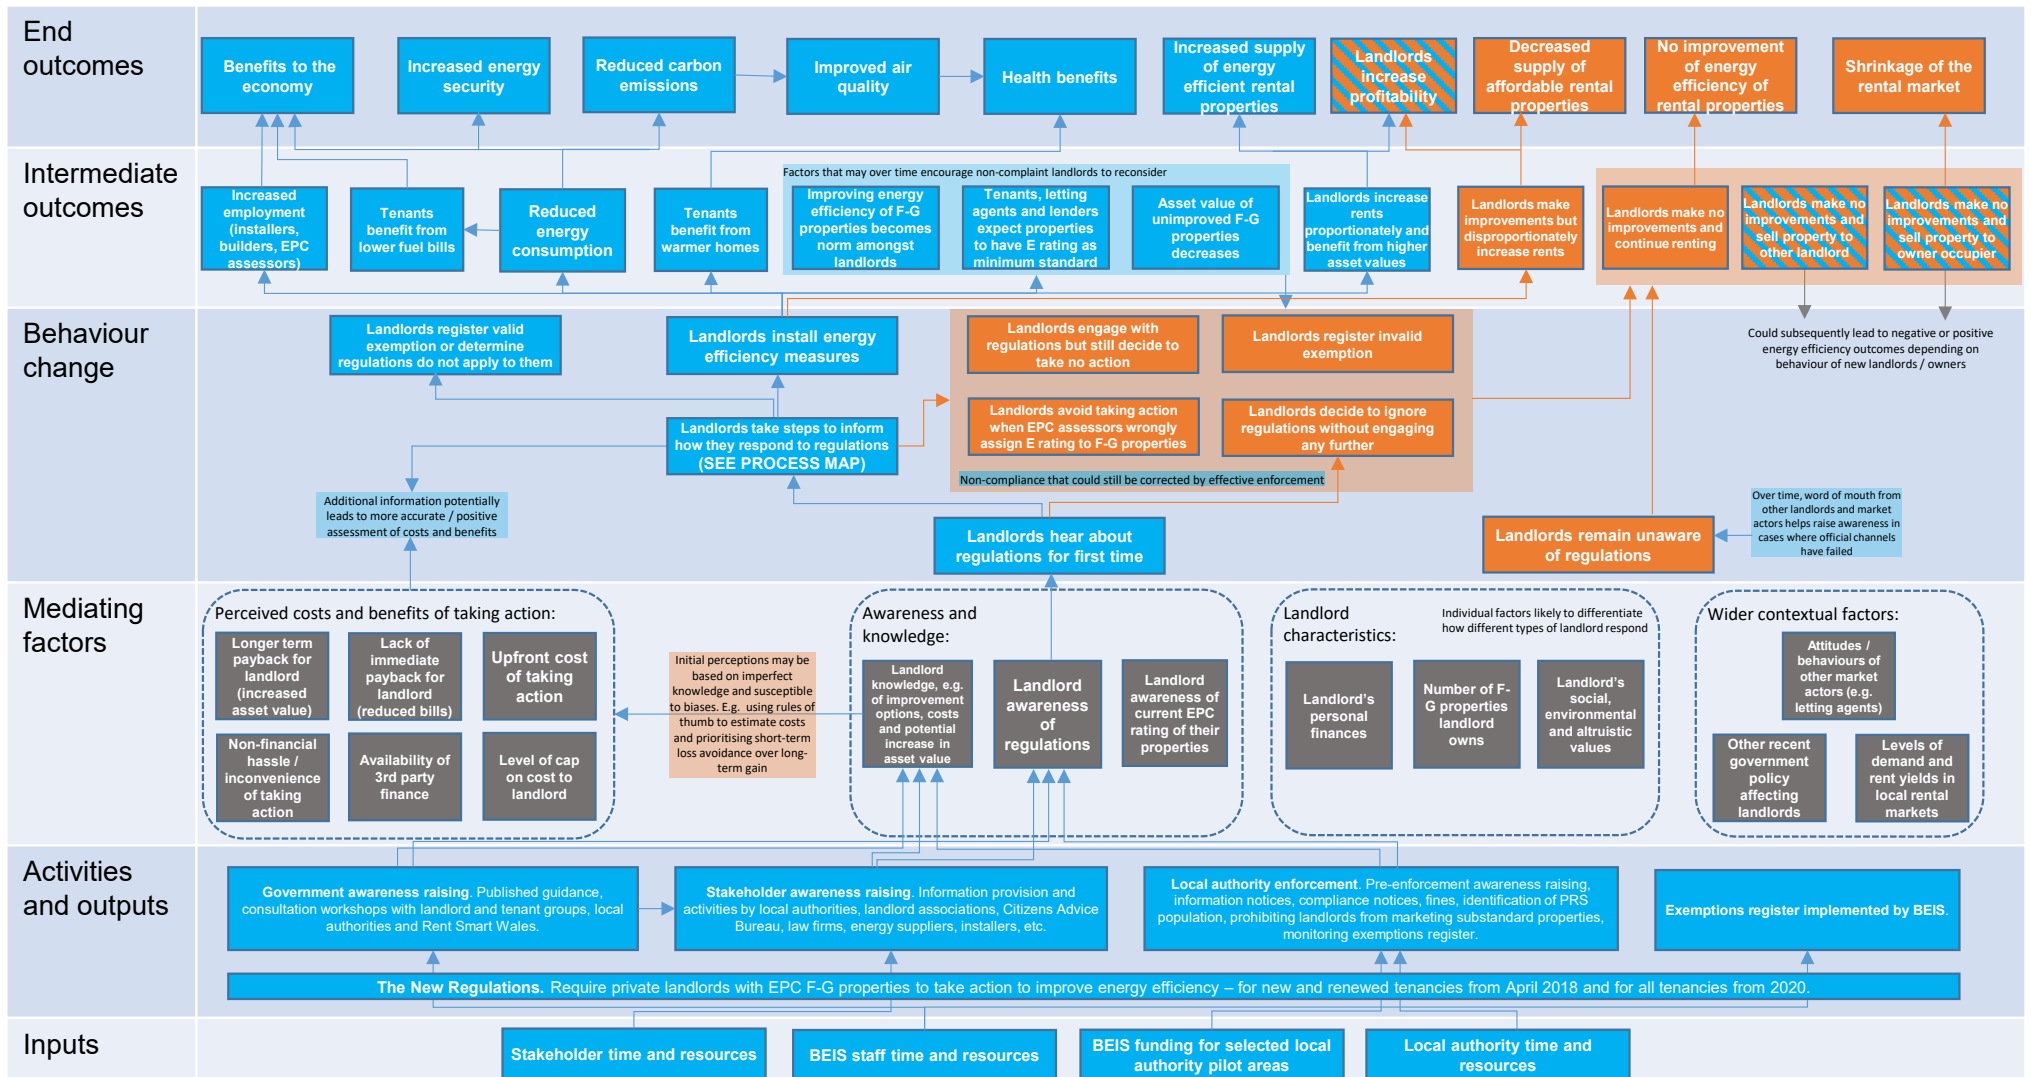 End
outcomes
Benefits to the
economy
Increased energy
security
Reduced carbon
emissions
Improved air
quality
Health benefits
Increased supply
of energy
efficient rental
properties
Landlords
increase
profitability
Decreased
supply of
affordable rental
properties
No improvement
of energy
efficiency of
rental properties
Shrinkage of the
rental market
Intermediate
outcomes
Increased
employment
(installers,
builders, EPC
assessors)
Tenants
benefit from
lower fuel bills
Reduced
energy
consumption
Tenants
benefit from
warmer homes
Factors that may over time encourage non-complaint landlords to reconsider
Improving energy
efficiency of F-G
properties becomes
norm amongst
landlords
Tenants, letting
agents and lenders
expect properties
to have E rating as
minimum standard
Asset value of
unimproved F-G
properties
decreases
Landlords increase
rents
proportionately and
benefit from higher
asset values
Landlords make
improvements but
disproportionately
increase rents
Landlords make no
improvements and
continue renting
Landlords make no
improvements and
sell property to
other landlord
Landlords make no
improvements and
sell property to
owner occupier
Behaviour
change
Landlords register valid
exemption or determine
regulations do not apply to them
Landlords install energy
efficiency measures
Landlords engage with
regulations but still decide to
take no action
Landlords register invalid
exemption
Could subsequently lead to negative or positive
energy efficiency outcomes depending on
behaviour of new landlords / owners
Landlords take steps to inform
how they respond to regulations
(SEE PROCESS MAP)
Landlords avoid taking action
when EPC assessors wrongly
assign E rating to F-G properties
Landlords decide to ignore
regulations without engaging
any further
Non-compliance that could still be corrected by effective enforcement
Additional information potentially
leads to more accurate / positive
assessment of costs and benefits
Landlords hear about
regulations for first time
Landlords remain unaware
of regulations
Over time, word of mouth from
other landlords and market
actors helps raise awareness in
cases where official channels
have failed
Mediating
factors
Perceived costs and benefits of taking action:
Longer term
payback for
landlord
(increased
asset value)
Lack of
immediate
payback for
landlord
(reduced bills)
Upfront cost
of taking
action
Non-financial
hassle /
inconvenience
of taking
action
Availability of
3rd party
finance
Level of cap
on cost to
landlord
Initial perceptions may be
based on imperfect
knowledge and susceptible
to biases. E.g. using rules of
thumb to estimate costs
and prioritising short-term
loss avoidance over long-
term gain
Awareness and
knowledge:
Landlord
knowledge, e.g.
of improvement
options, costs
and potential
increase in
asset value
Landlord
awareness
of
regulations
Landlord
awareness of
current EPC
rating of their
properties
Landlord
characteristics:
Individual factors likely to differentiate
how different types of landlord respond
Landlord's
personal
finances
Number of F-
G properties
landlord
owns
Landlord's
social,
environmental
and altruistic
values
Wider contextual factors:
Attitudes /
behaviours of
other market
actors (e.g.
letting agents)
Other recent
government
policy
affecting
landlords
Levels of
demand and
rent yields in
local rental
markets
Activities
and outputs
Government awareness raising. Published guidance,
consultation workshops with landlord and tenant groups, local
authorities and Rent Smart Wales.
Stakeholder awareness raising. Information provision and
activities by local authorities, landlord associations, Citizens Advice
Bureau, law firms, energy suppliers, installers, etc.
Local authority enforcement. Pre-enforcement awareness raising,
information notices, compliance notices, fines, identification of PRS
population, prohibiting landlords from marketing substandard properties,
monitoring exemptions register.
Exemptions register implemented by BEIS.
The New Regulations. Require private landlords with EPC F-G properties to take action to improve energy efficiency – for new and renewed tenancies from April 2018 and for all tenancies from 2020.
Inputs
Stakeholder time and resources
BEIS staff time and resources
BEIS funding for selected local
authority pilot areas
Local authority time and
resources